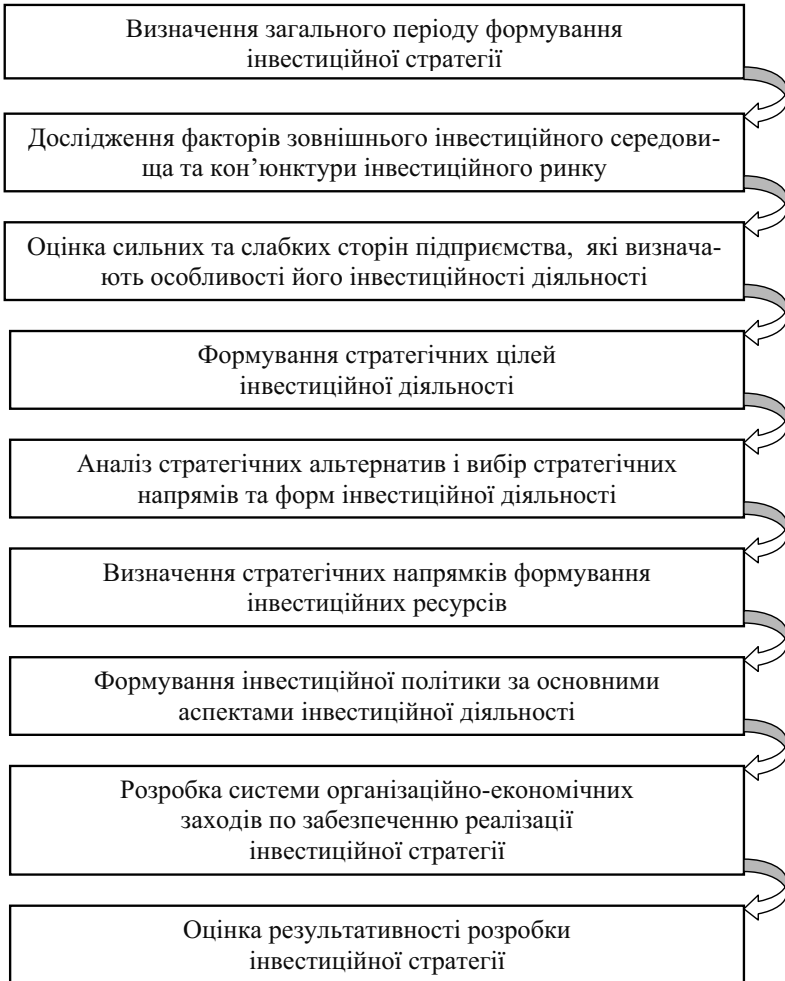 Визначення загального періоду формування
інвестиційної стратегії
Дослідження факторів зовнішнього інвестиційного середови-
ща та кон’юнктури інвестиційного ринку
Оцінка сильних та слабких сторін підприємства, які визнача-
ють особливості його інвестиційності діяльності
Формування стратегічних цілей
інвестиційної діяльності
Аналіз стратегічних альтернатив і вибір стратегічних
напрямів та форм інвестиційної діяльності
Визначення стратегічних напрямків формування
інвестиційних ресурсів
Формування інвестиційної політики за основними
аспектами інвестиційної діяльності
Розробка системи організаційно-економічних
заходів по забезпеченню реалізації
інвестиційної стратегії
Оцінка результативності розробки
інвестиційної стратегії